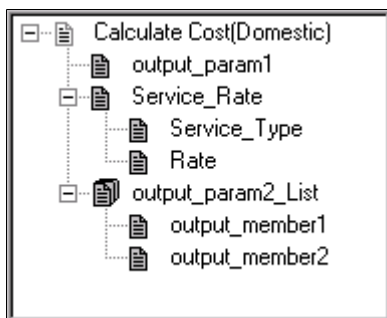 Calculate Cost(Domestic)
output_param1
Service_Rate
Service_Type
Rate
output_param2_List
output_member1
output_member2